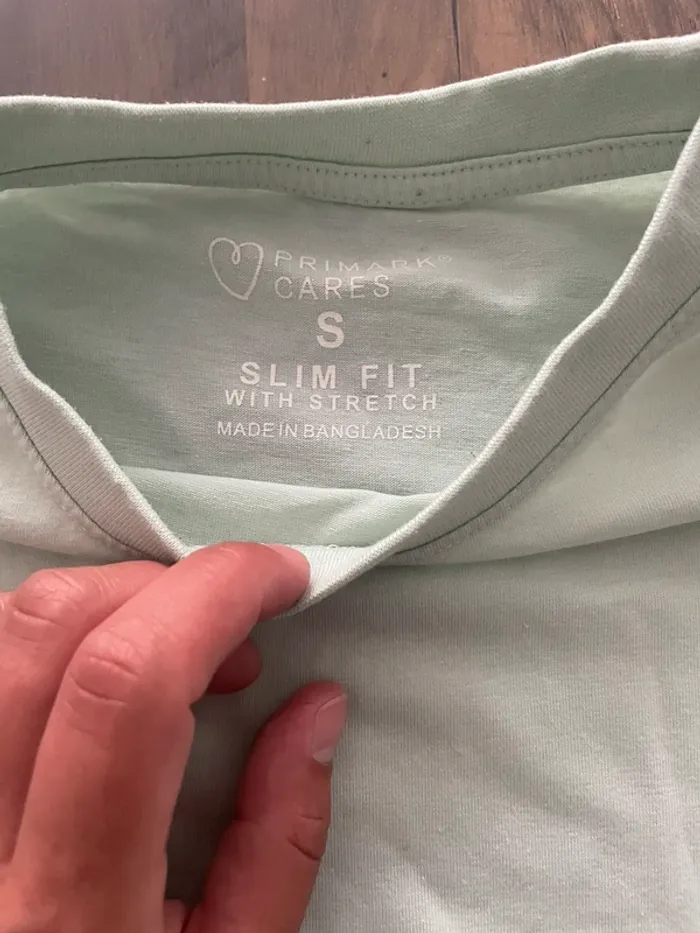 PRIMARK®
CARES
S
SLIM FIT
WITH STRETCH
MADE IN BANGLADESH